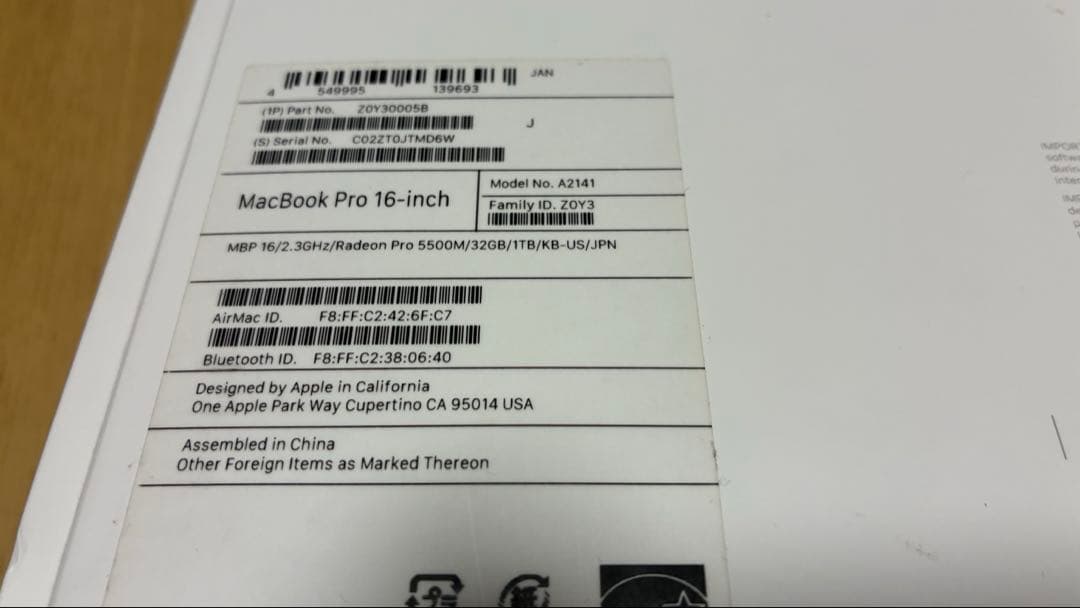 JAN
4 549995 139693
(1P) Part No. Z0Y30005B
J
(S) Serial No. C02ZT0JTMD6W
MacBook Pro 16-inch
Model No. A2141
Family ID. Z0Y3
MBP 16/2.3GHz/Radeon Pro 5500M/32GB/1TB/KB-US/JPN
AirMac ID. F8:FF:C2:42:6F:C7
Bluetooth ID. F8:FF:C2:38:06:40
Designed by Apple in California
One Apple Park Way Cupertino CA 95014 USA
Assembled in China
Other Foreign Items as Marked Thereon